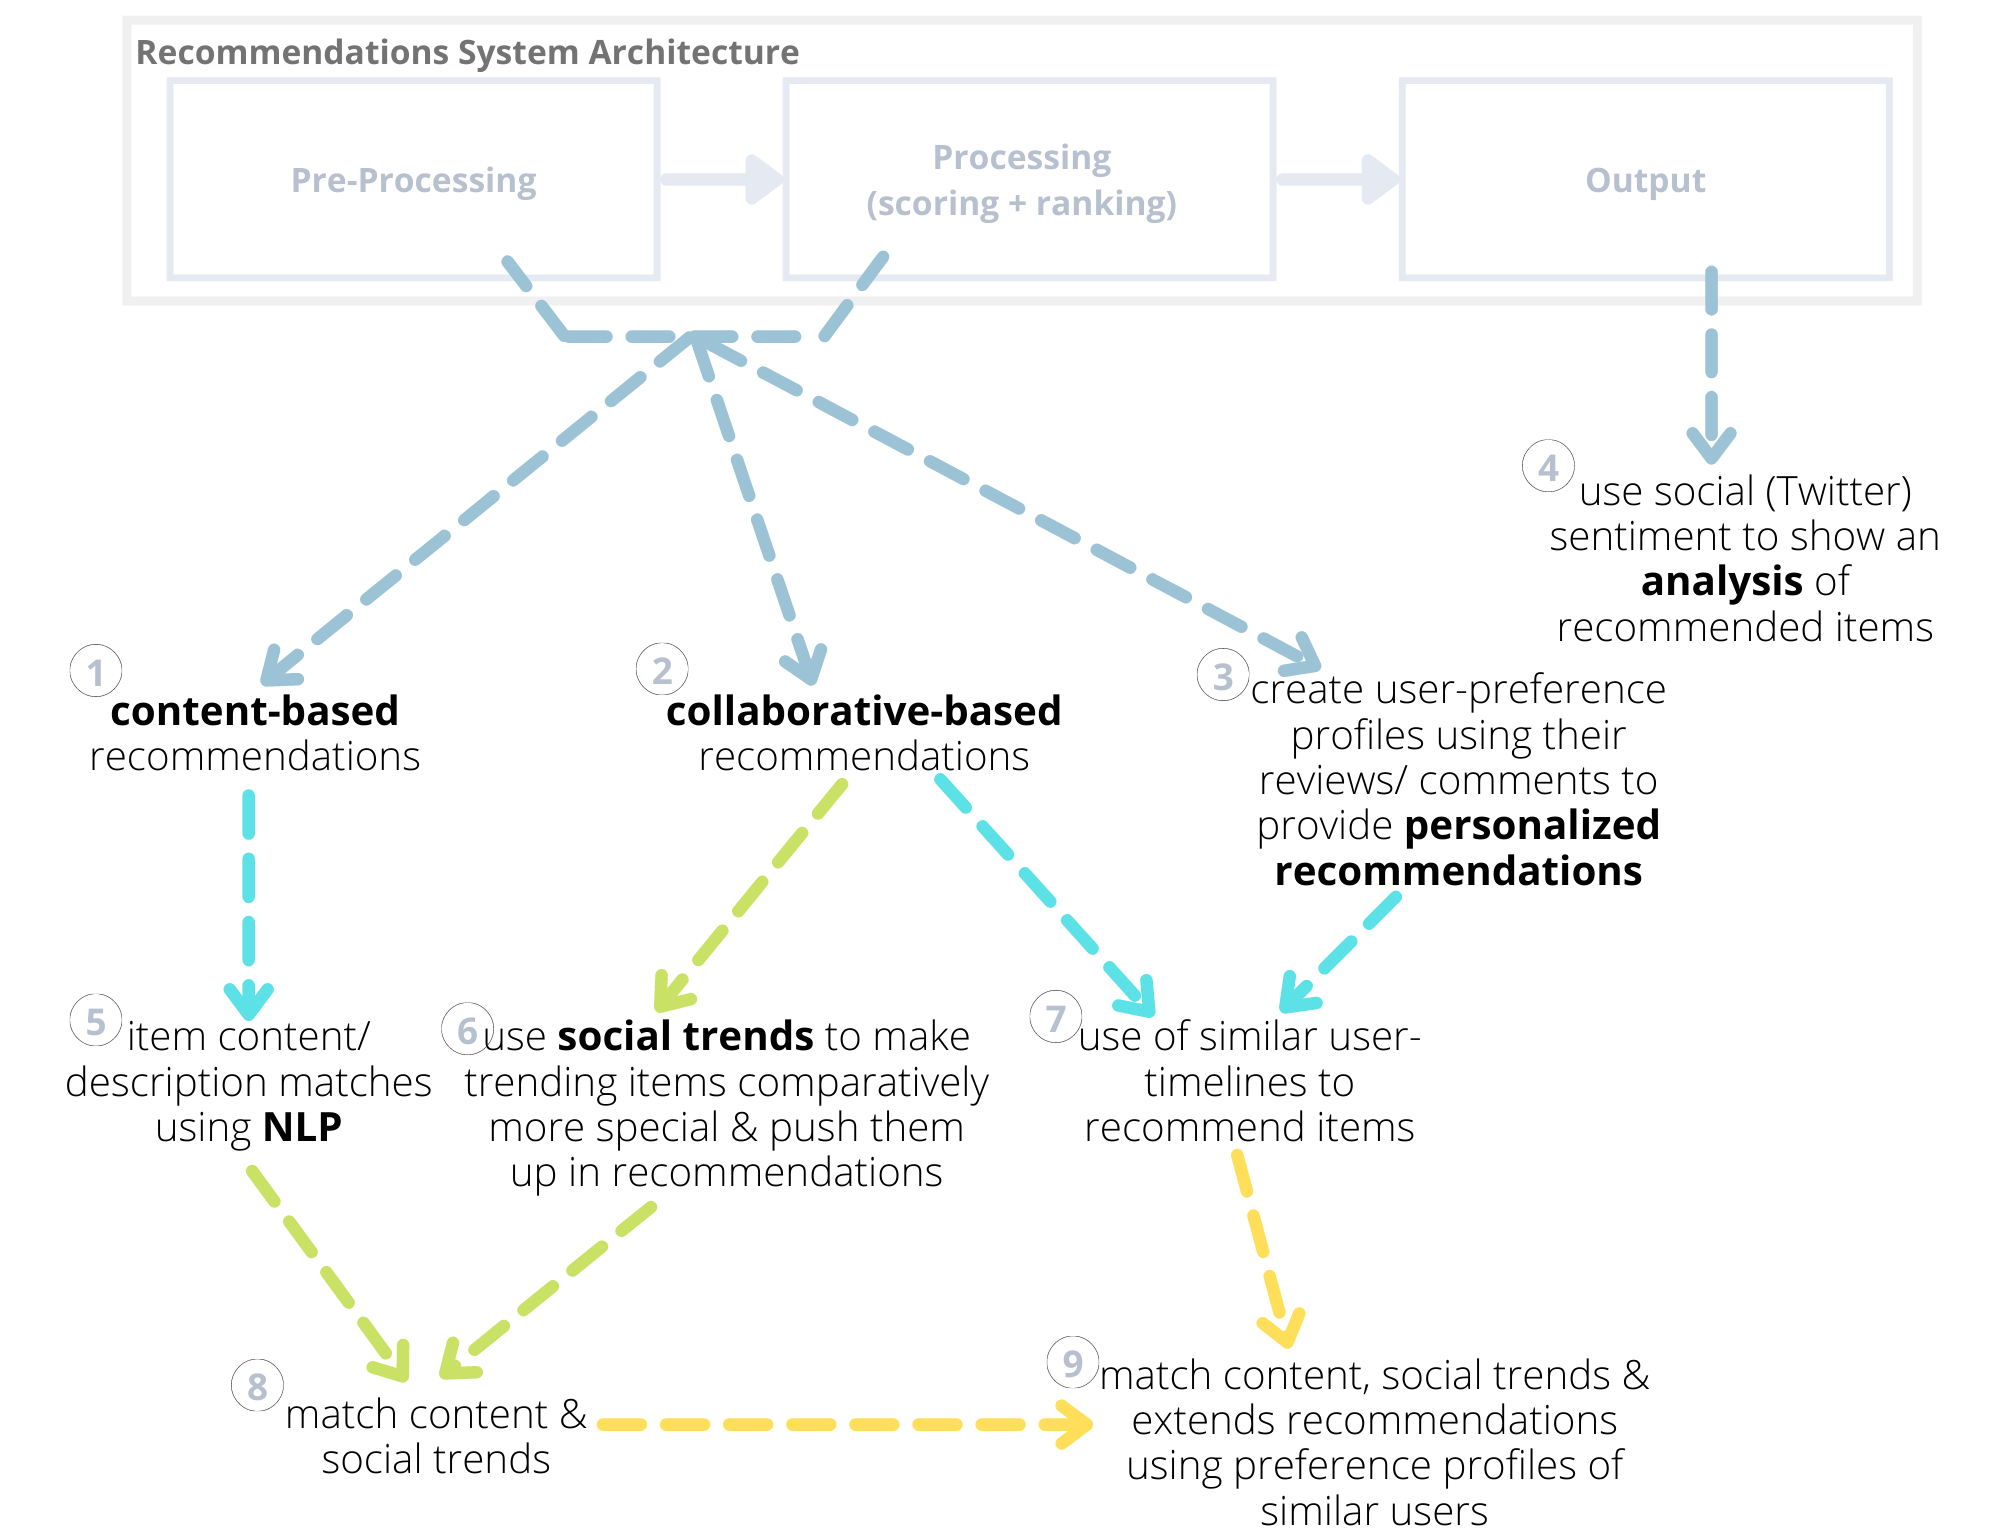 Recommendations System Architecture
Pre-Processing
Processing
(scoring + ranking)
Output
4
use social (Twitter)
sentiment to show an
analysis of
recommended items
1
content-based
recommendations
2
collaborative-based
recommendations
3
create user-preference
profiles using their
reviews/ comments to
provide personalized
recommendations
5
item content/
description matches
using NLP
6
use social trends to make
trending items comparatively
more special & push them
up in recommendations
7
use of similar user-
timelines to
recommend items
8
match content &
social trends
9
match content, social trends &
extends recommendations
using preference profiles of
similar users